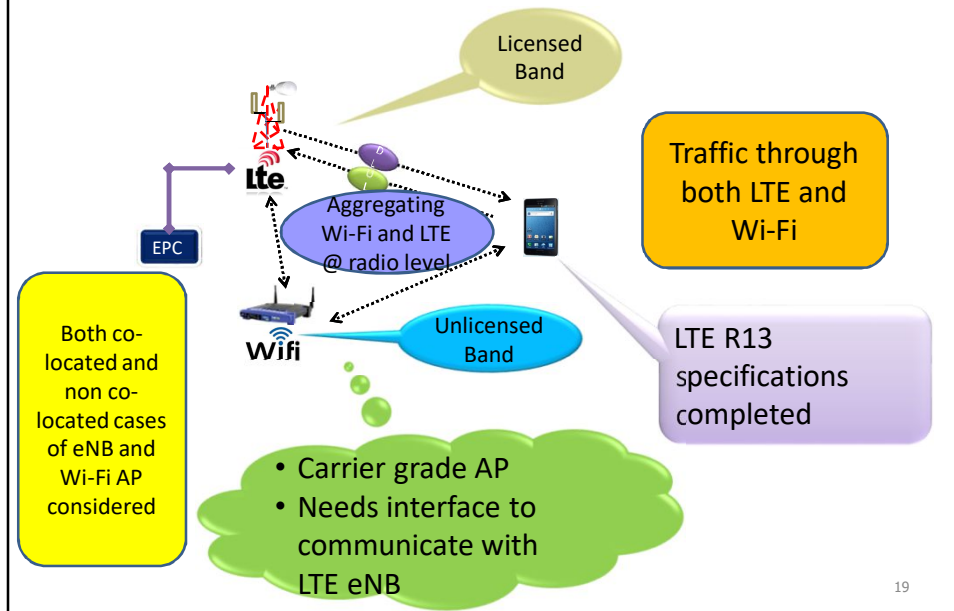 Licensed
Band
Lte
DL
UL
Traffic through
both LTE and
Wi-Fi
Aggregating
Wi-Fi and LTE
@ radio level
EPC
Both co-
located and
non co-
located cases
of eNB and
Wi-Fi AP
considered
Unlicensed
Band
Wifi
LTE R13
specifications
completed
• Carrier grade AP
• Needs interface to
communicate with
LTE eNB
19